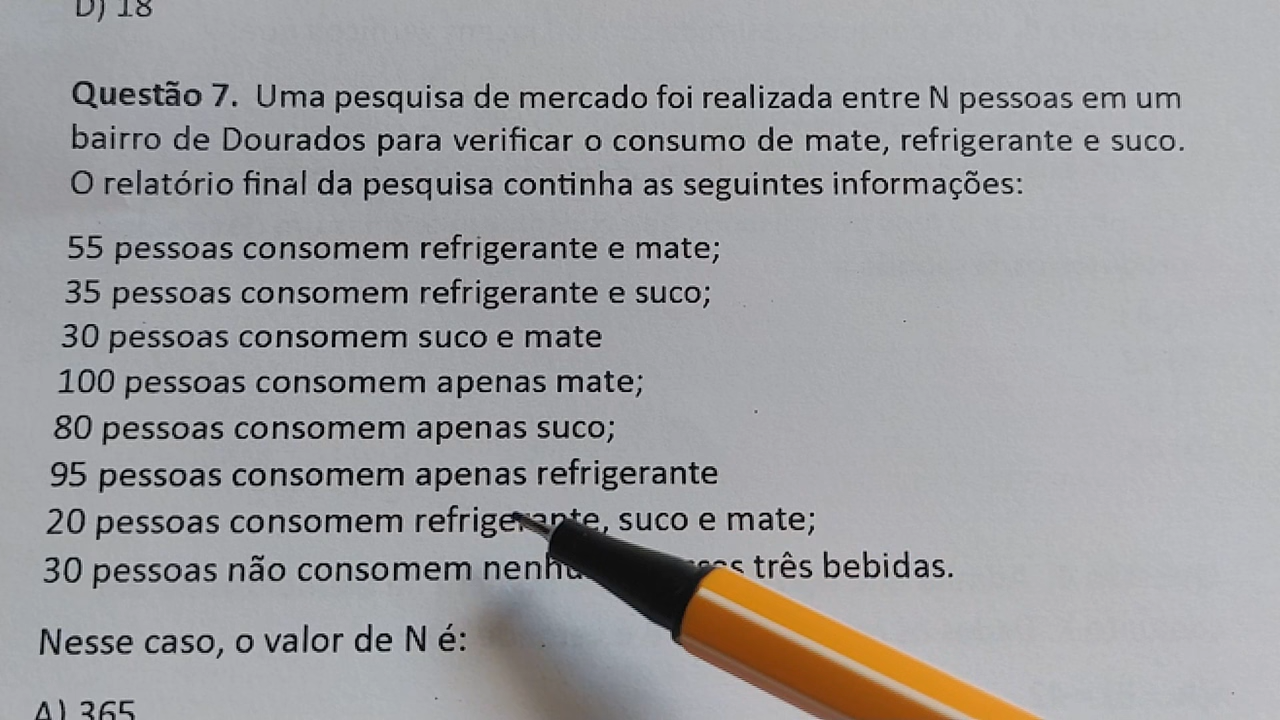 D) 18
Questão 7. Uma pesquisa de mercado foi realizada entre N pessoas em um
bairro de Dourados para verificar o consumo de mate, refrigerante e suco.
O relatório final da pesquisa continha as seguintes informações:
55 pessoas consomem refrigerante e mate;
35 pessoas consomem refrigerante e suco;
30 pessoas consomem suco e mate
100 pessoas consomem apenas mate;
80 pessoas consomem apenas suco;
95 pessoas consomem apenas refrigerante
20 pessoas consomem refrigerante, suco e mate;
30 pessoas não consomem três bebidas.
Nesse caso, o valor de N é:
A) 365